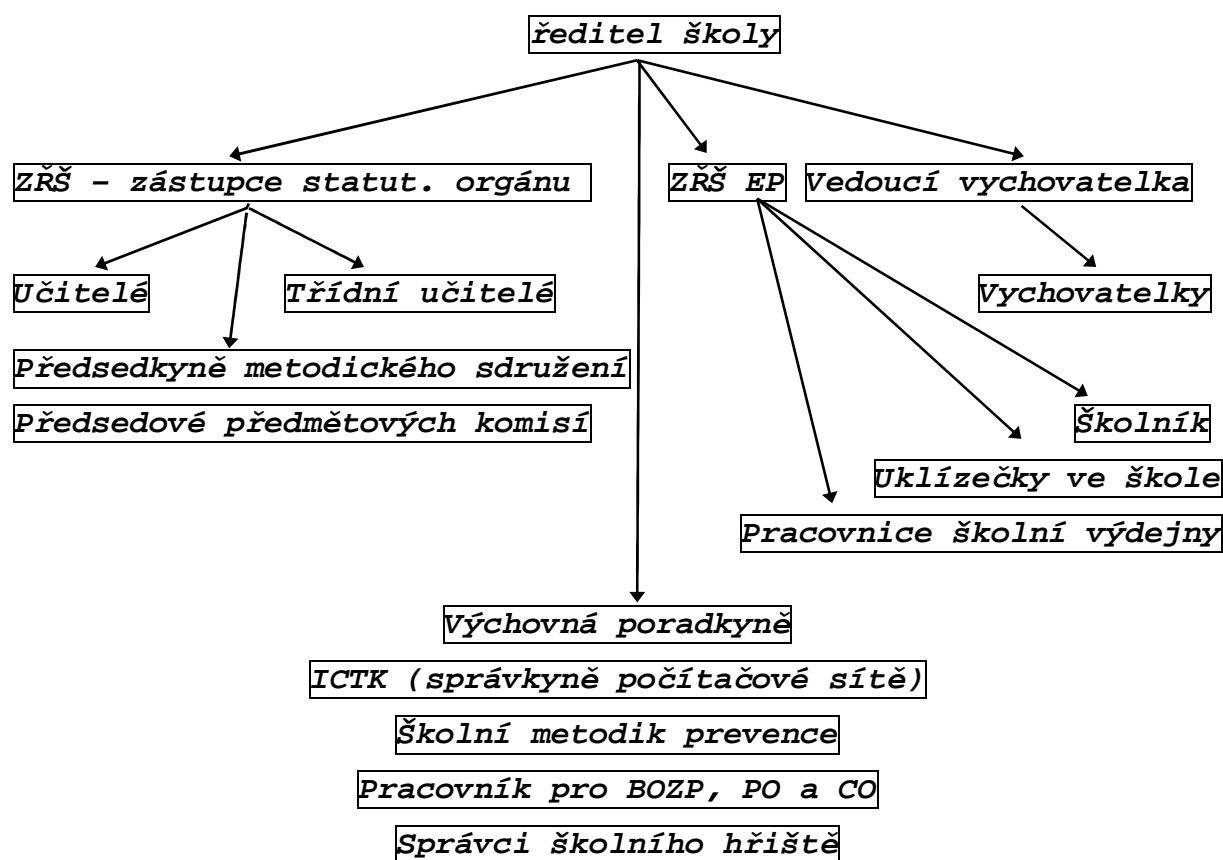 ředitel školy
ZŘŠ – zástupce statut. orgánu
ZŘŠ EP
Vedoucí vychovatelka
Učitelé
Třídní učitelé
Vychovatelky
Předsedkyně metodického sdružení
Předsedové předmětových komisí
Školník
Uklízečky ve škole
Pracovnice školní výdejny
Výchovná poradkyně
ICTK (správkyně počítačové sítě)
Školní metodik prevence
Pracovník pro BOZP, PO a CO
Správci školního hřiště